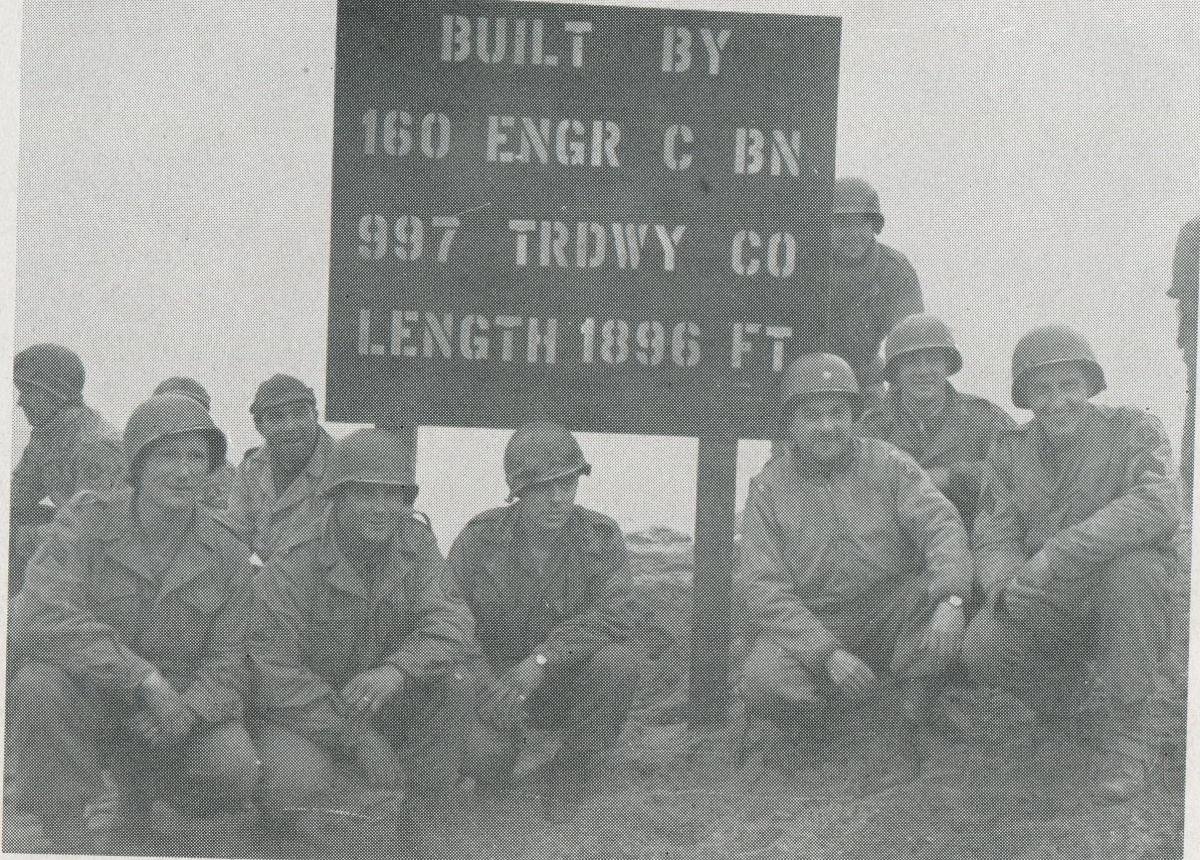 BUILT BY
160 ENGR C BN
997 TRDWY CO
LENGTH 1896 FT